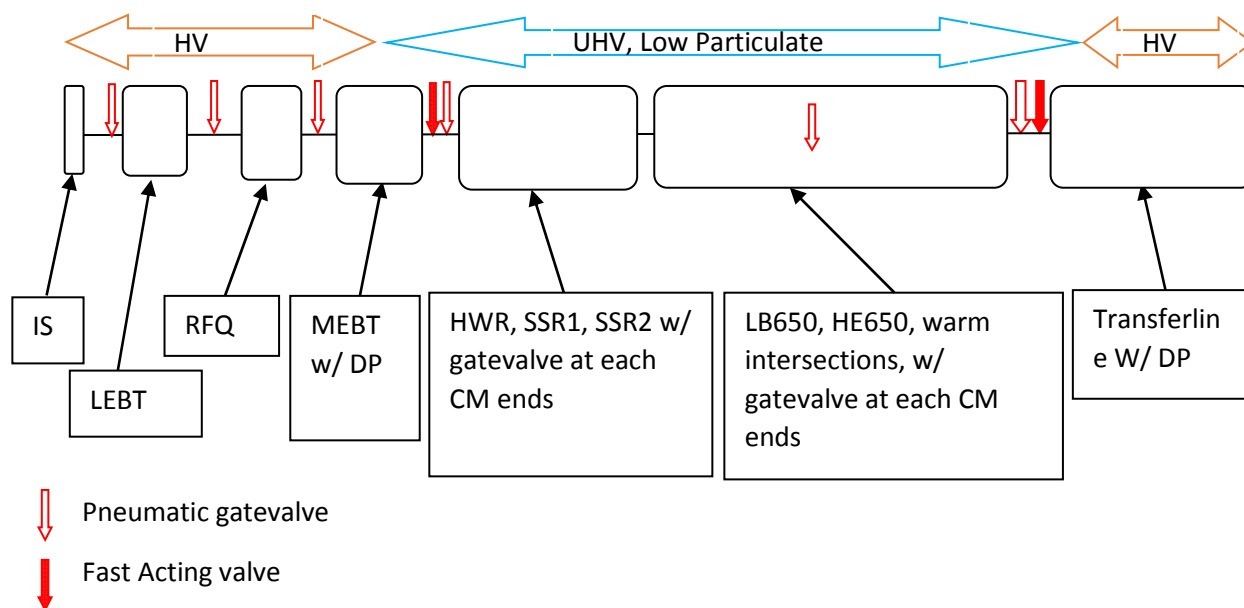 HV
UHV, Low Particulate
HV
IS
LEBT
RFQ
MEBT
w/ DP
HWR, SSR1, SSR2 w/
gatevalve at each
CM ends
LB650, HE650, warm
intersections, w/
gatevalve at each CM
ends
Transferlin
e W/ DP
Pneumatic gatevalve
Fast Acting valve